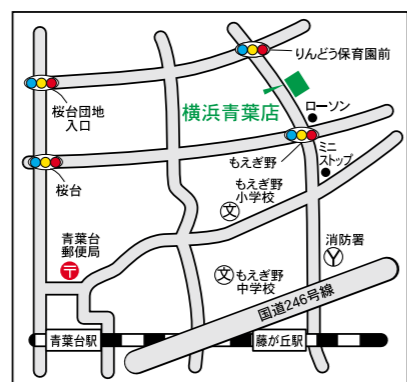 りんどう保育園前
桜台団地
入口
横浜青葉店
ローソン
もえぎ野
ミニ
ストップ
桜台
もえぎ野
小学校
文
青葉台
郵便局
〒
文
もえぎ野
中学校
消防署
Y
国道246号線
青葉台駅
藤が丘駅